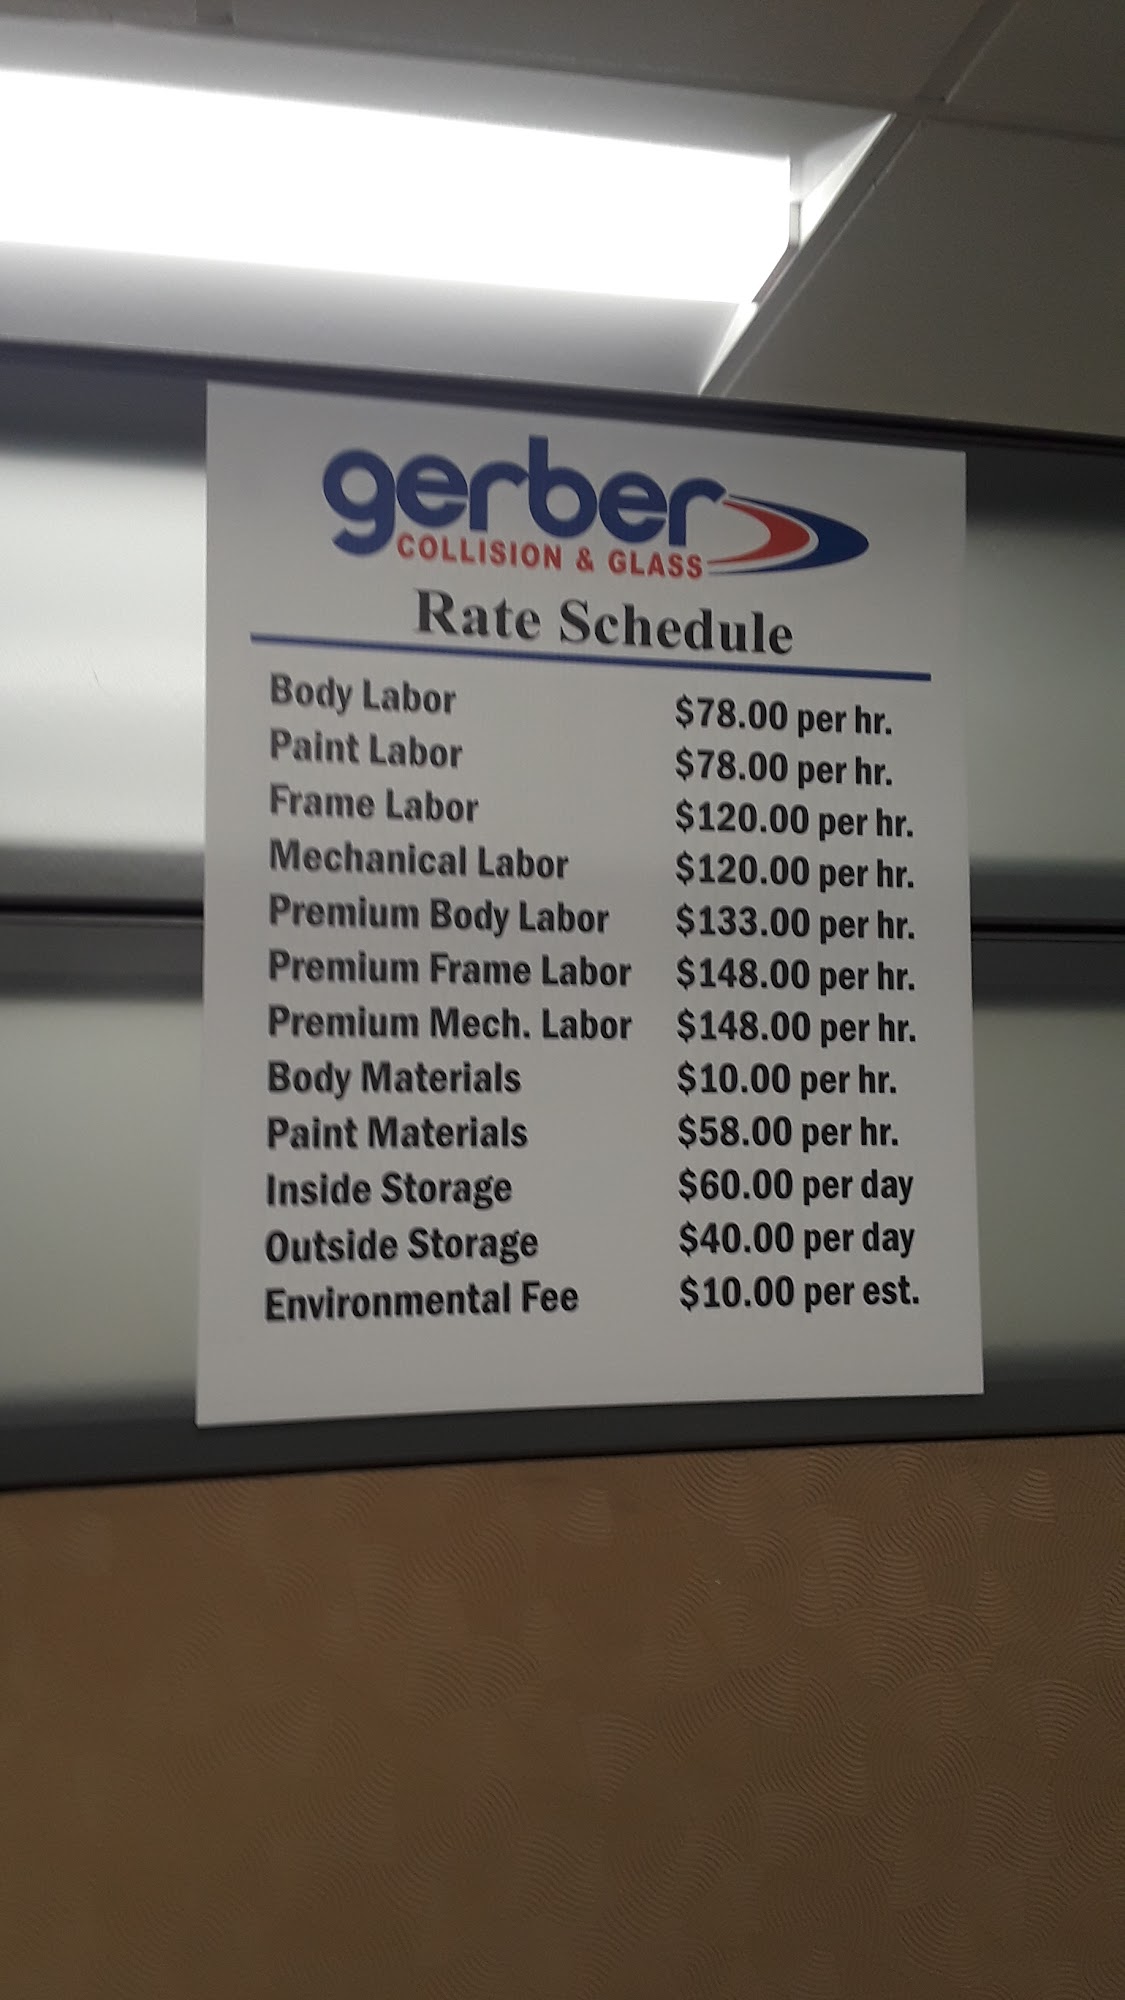 gerber
COLLISION & GLASS
Rate Schedule
Body Labor $78.00 per hr.
Paint Labor $78.00 per hr.
Frame Labor $120.00 per hr.
Mechanical Labor $120.00 per hr.
Premium Body Labor $133.00 per hr.
Premium Frame Labor $148.00 per hr.
Premium Mech. Labor $148.00 per hr.
Body Materials $10.00 per hr.
Paint Materials $58.00 per hr.
Inside Storage $60.00 per day
Outside Storage $40.00 per day
Environmental Fee $10.00 per est.